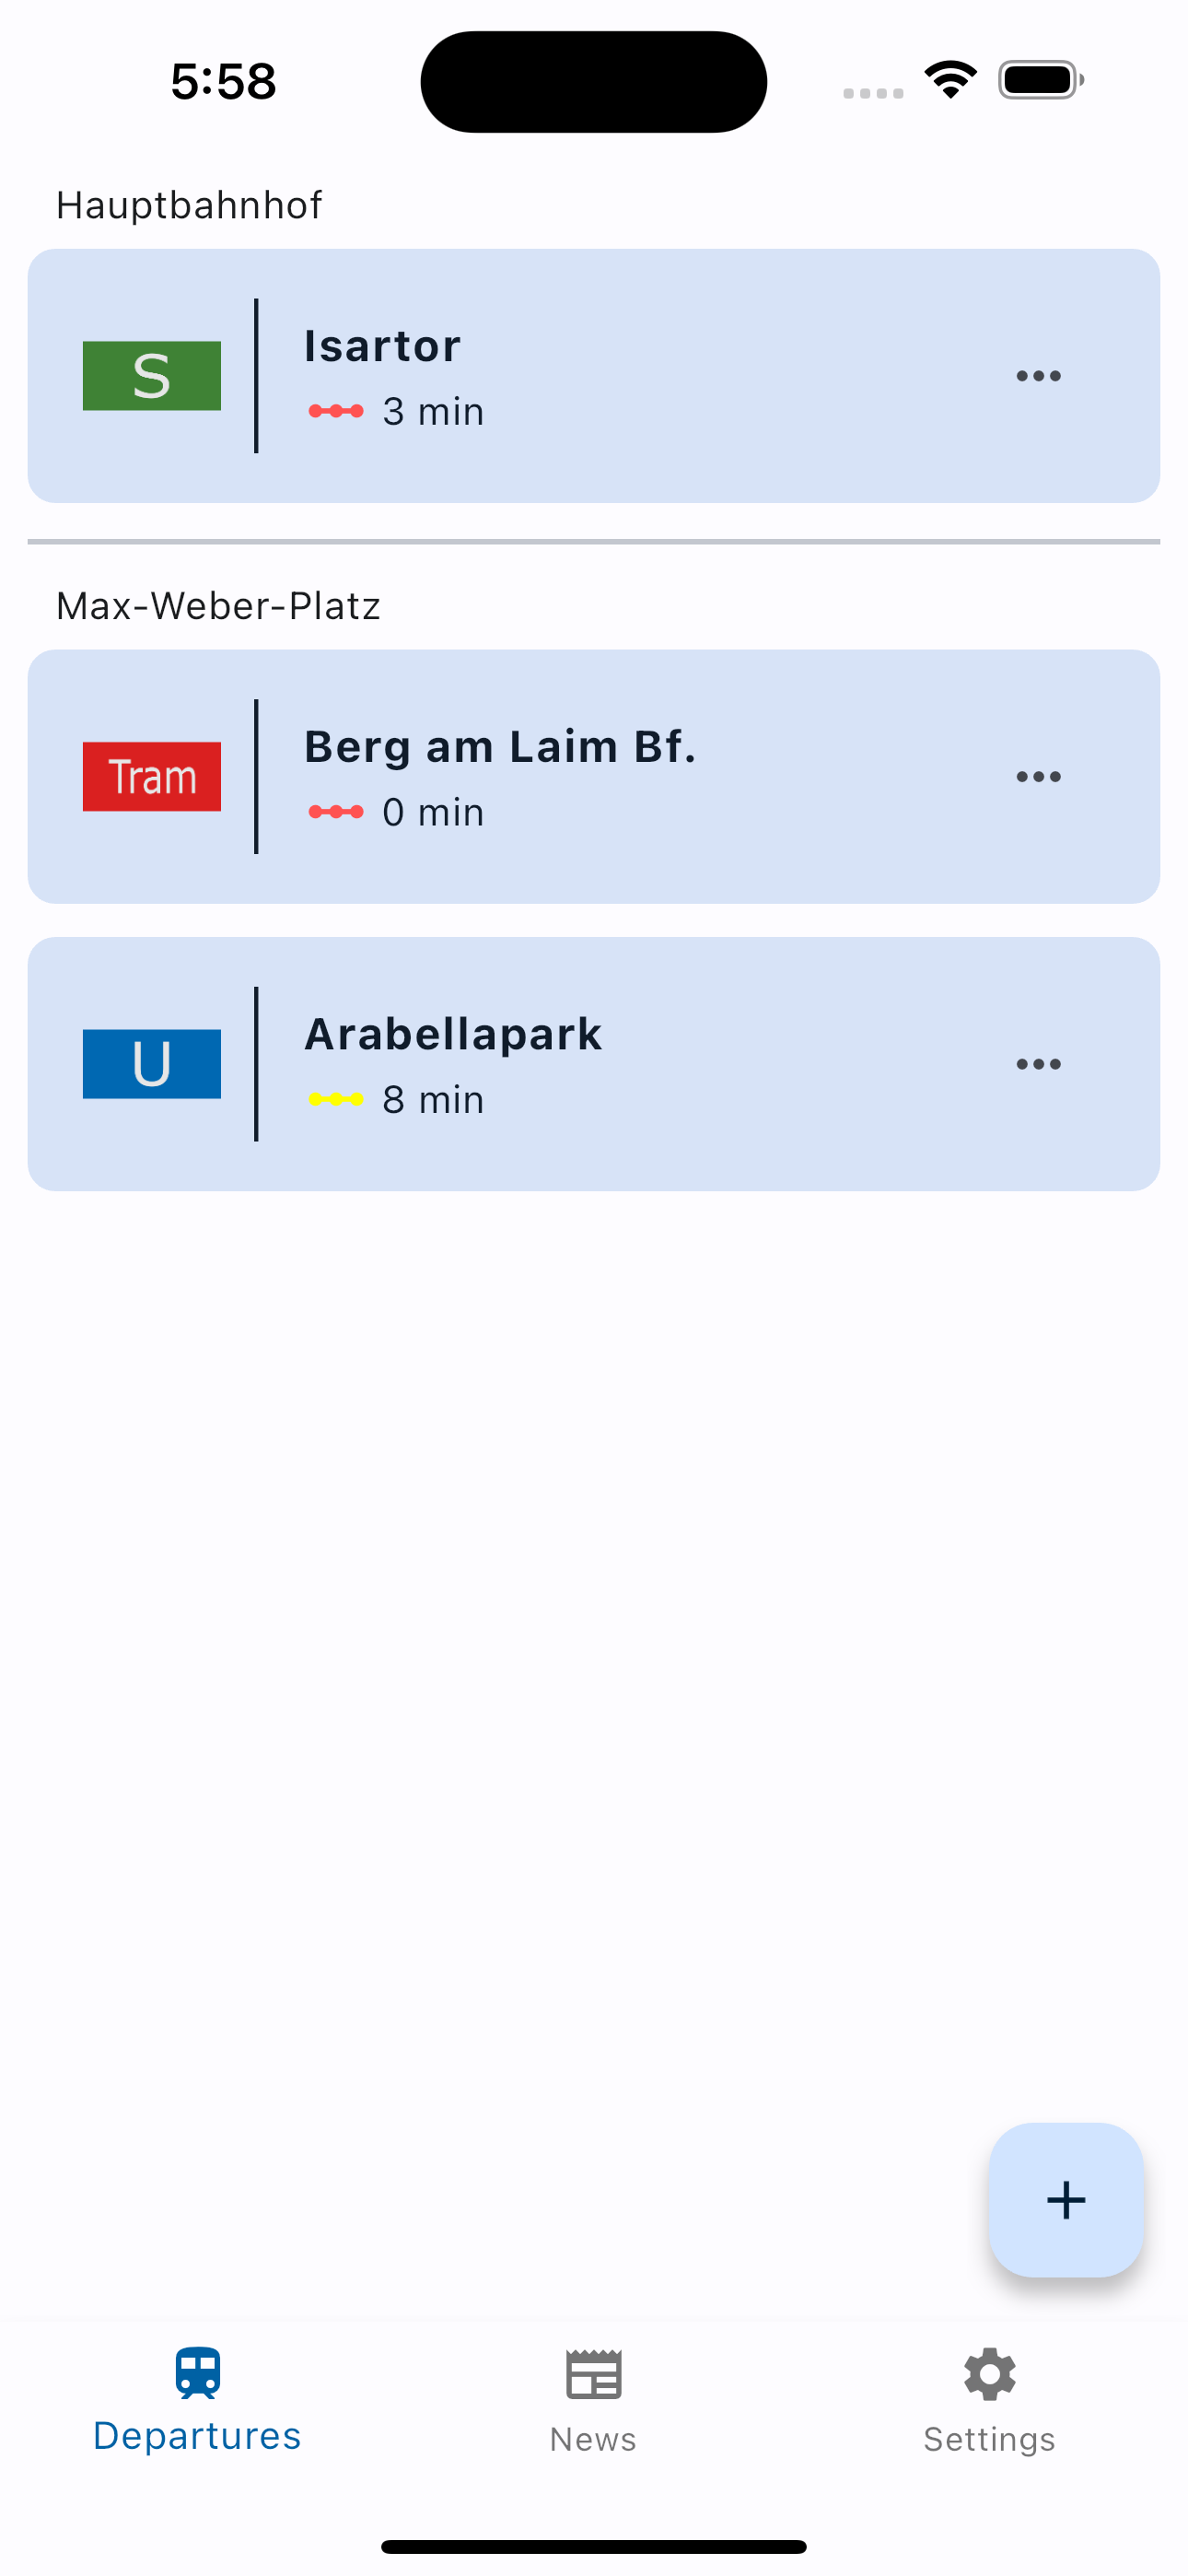 5:58
Hauptbahnhof
S
Isartor
3 min
Max-Weber-Platz
Tram
Berg am Laim Bf.
0 min
U
Arabellapark
8 min
Departures
News
Settings